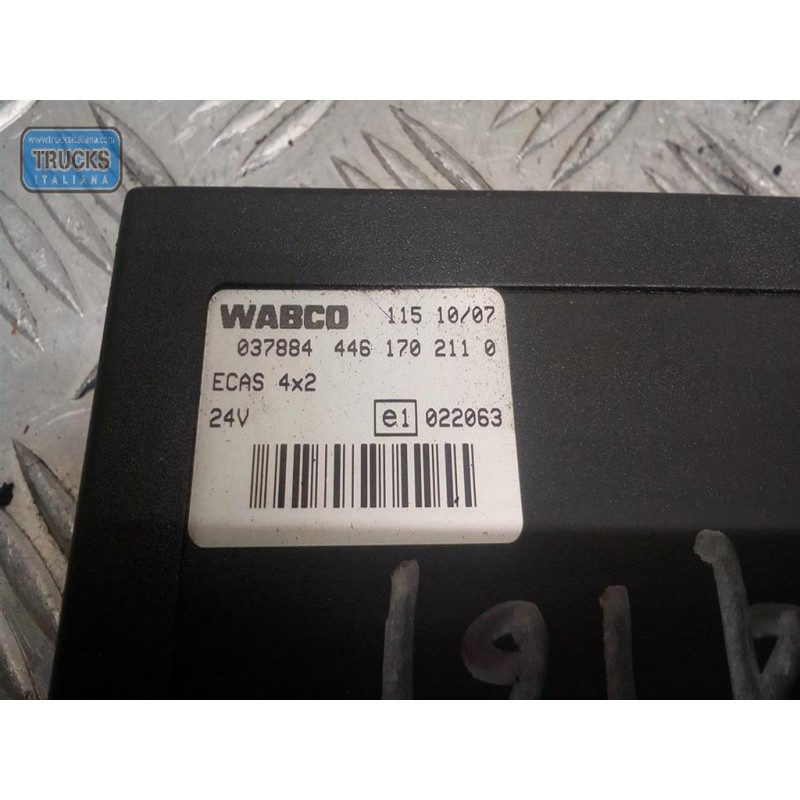 www.trucksitaliana.com
TRUCKS
ITALIANA
WABCO 115 10/07
037884 446 170 211 0
ECAS 4x2
24V e1 022063